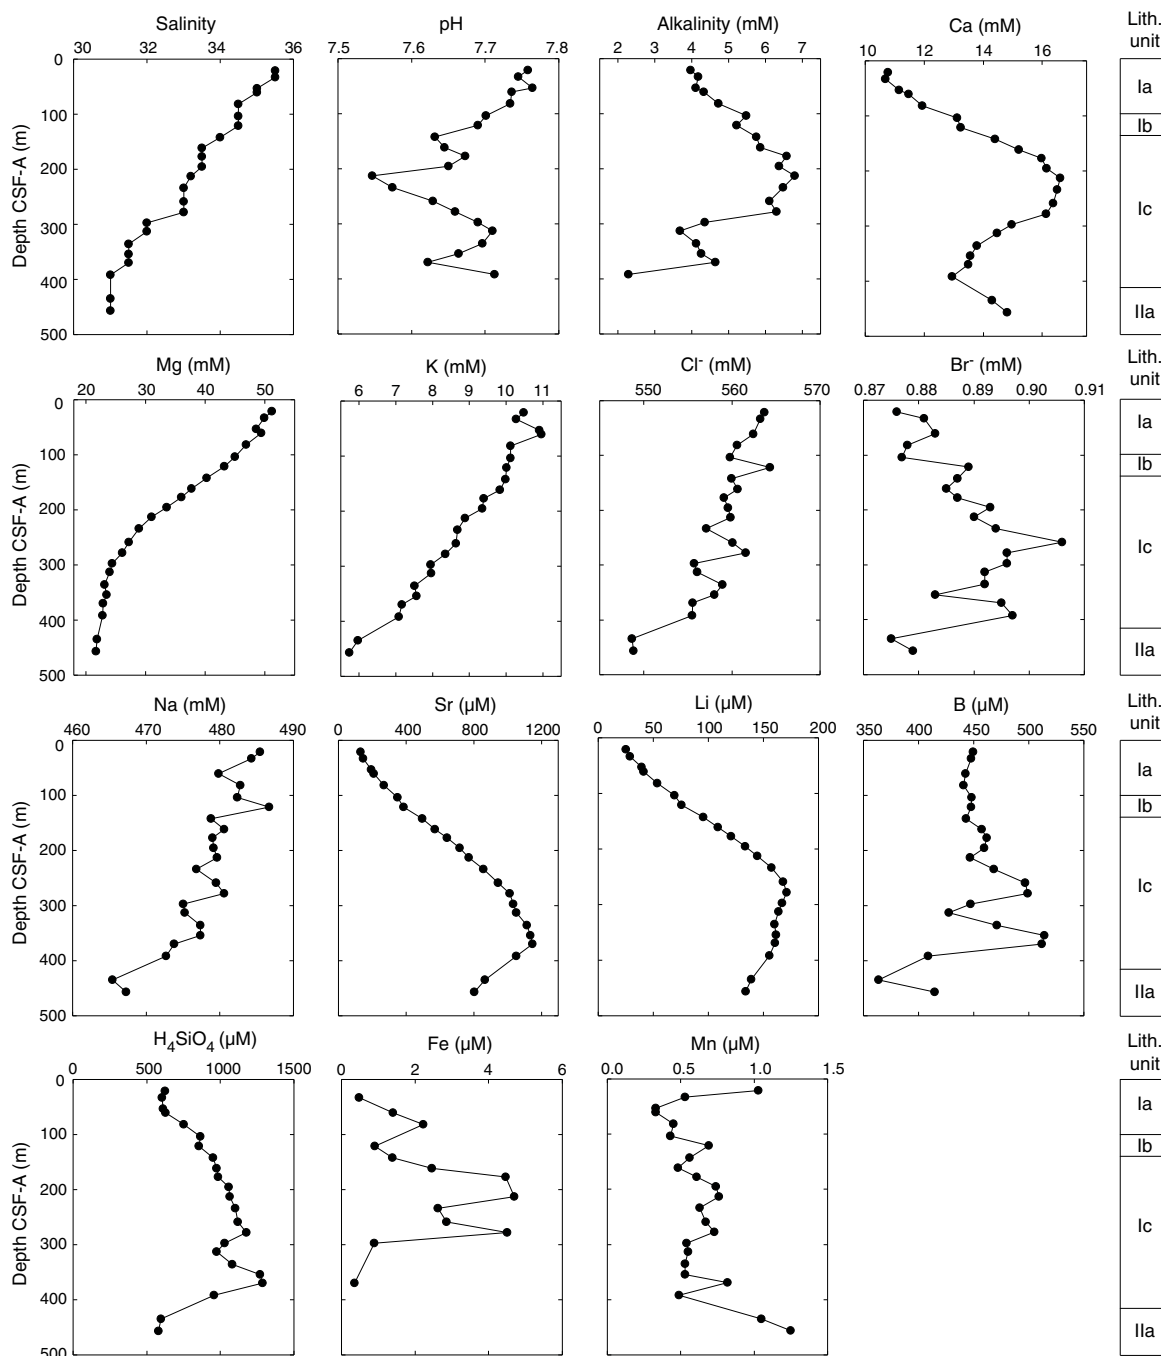 Salinity pH Alkalinity (mM) Ca (mM) Lith. unit
30 32 34 36 7.5 7.6 7.7 7.8 2 3 4 5 6 7 10 12 14 16
0
100
200
300
400
500
Depth CSF-A (m)
Ia
Ib
Ic
IIa
Mg (mM) K (mM) Cl⁻ (mM) Br⁻ (mM) Lith. unit
20 30 40 50 6 7 8 9 10 11 550 560 570 0.87 0.88 0.89 0.90 0.91
0
100
200
300
400
500
Depth CSF-A (m)
Ia
Ib
Ic
IIa
Na (mM) Sr (µM) Li (µM) B (µM) Lith. unit
460 470 480 490 0 400 800 1200 0 50 100 150 200 350 400 450 500 550
0
100
200
300
400
500
Depth CSF-A (m)
Ia
Ib
Ic
IIa
H₄SiO₄ (µM) Fe (µM) Mn (µM) Lith. unit
0 500 1000 1500 0 2 4 6 0.0 0.5 1.0 1.5
0
100
200
300
400
500
Depth CSF-A (m)
Ia
Ib
Ic
IIa